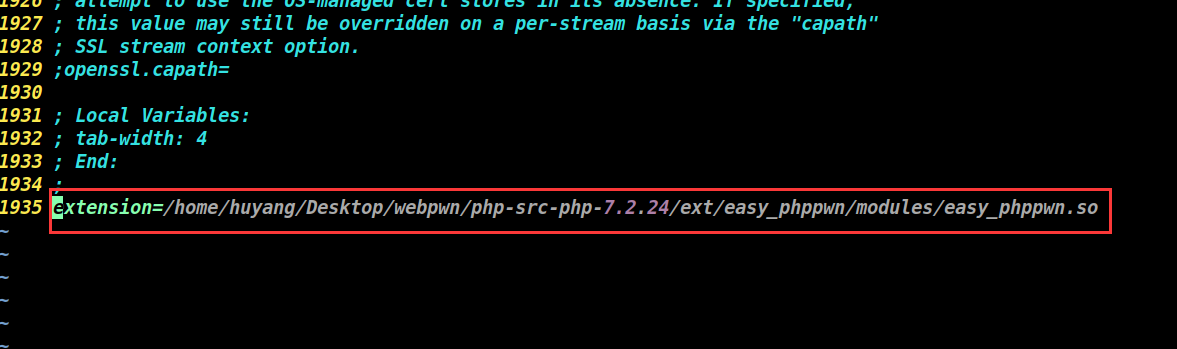 1926 ; attempt to use the OS-managed cert stores in its absence. If specified,
1927 ; this value may still be overridden on a per-stream basis via the "capath"
1928 ; SSL stream context option.
1929 ;openssl.capath=
1930
1931 ; Local Variables:
1932 ; tab-width: 4
1933 ; End:
1934 ;
1935 extension=/home/huyang/Desktop/webpwn/php-src-php-7.2.24/ext/easy_phppwn/modules/easy_phppwn.so
~
~
~
~
~
~